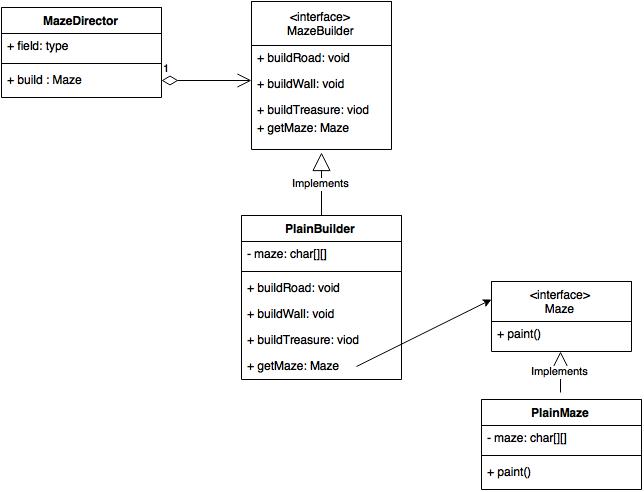 MazeDirector
+ field: type
+ build : Maze
1
<interface>
MazeBuilder
+ buildRoad: void
+ buildWall: void
+ buildTreasure: viod
+ getMaze: Maze
Implements
PlainBuilder
- maze: char[][]
+ buildRoad: void
+ buildWall: void
+ buildTreasure: viod
+ getMaze: Maze
<interface>
Maze
+ paint()
Implements
PlainMaze
- maze: char[][]
+ paint()